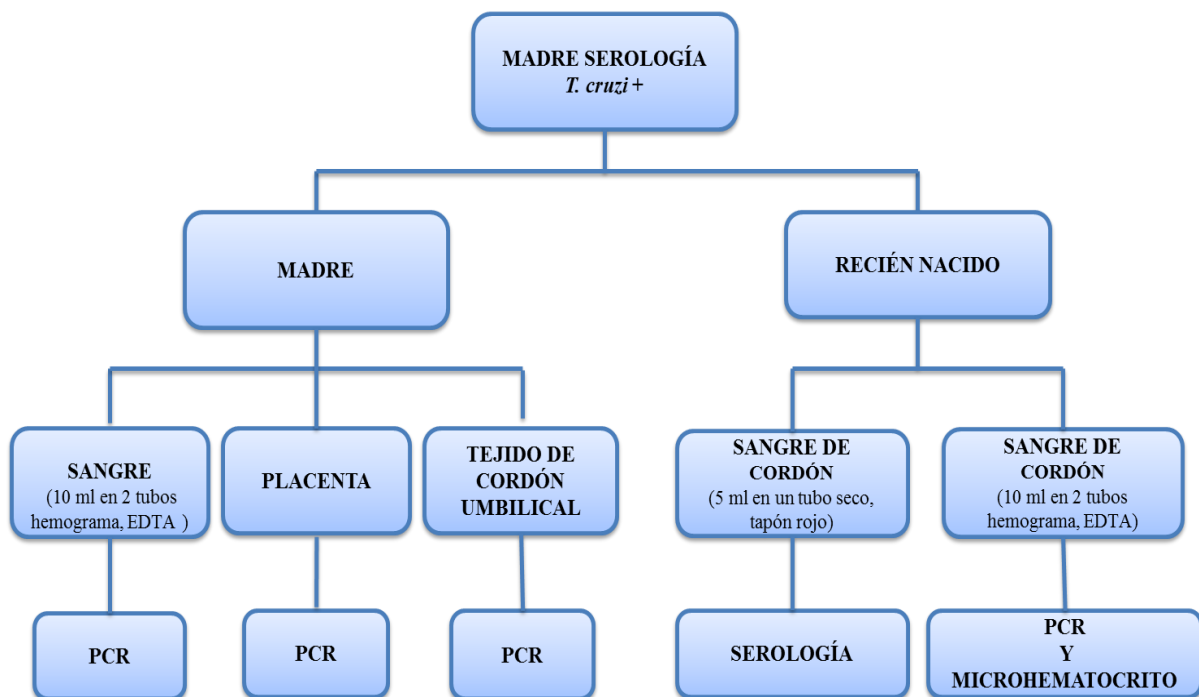 MADRE SEROLOGÍA
T. cruzi +
MADRE
RECIÉN NACIDO
SANGRE
(10 ml en 2 tubos
hemograma, EDTA )
PLACENTA
TEJIDO DE
CORDÓN
UMBILICAL
SANGRE DE
CORDÓN
(5 ml en un tubo seco,
tapón rojo)
SANGRE DE
CORDÓN
(10 ml en 2 tubos
hemograma, EDTA)
PCR
PCR
PCR
SEROLOGÍA
PCR
Y
MICROHEMATOCRITO